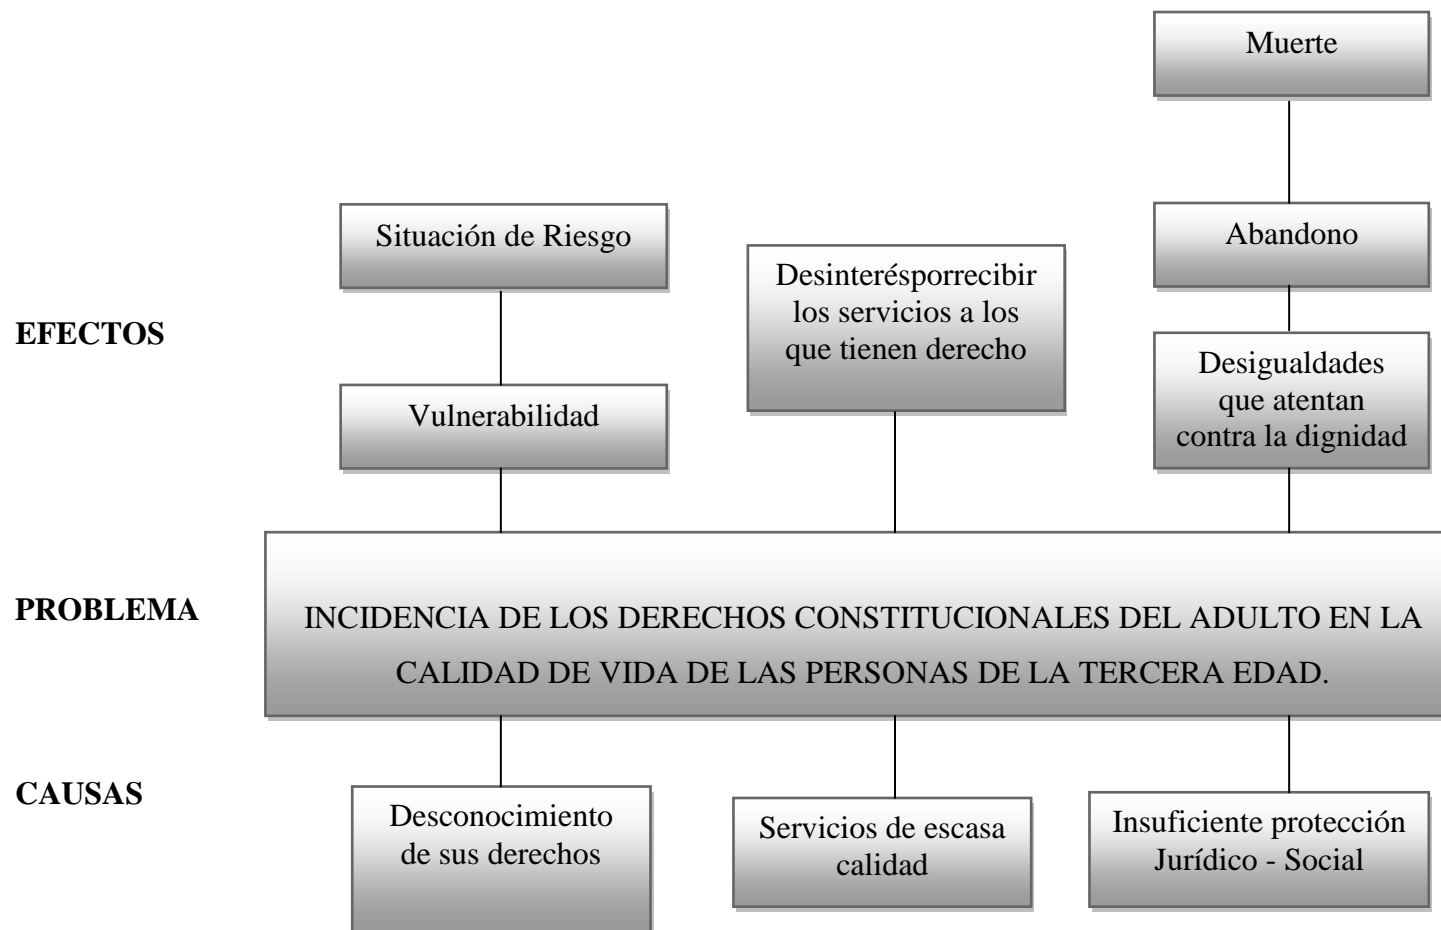 Muerte
Situación de Riesgo
Abandono
Desinterésporrecibir
los servicios a los
que tienen derecho
EFECTOS
Desigualdades
que atentan
contra la dignidad
Vulnerabilidad
PROBLEMA
INCIDENCIA DE LOS DERECHOS CONSTITUCIONALES DEL ADULTO EN LA
CALIDAD DE VIDA DE LAS PERSONAS DE LA TERCERA EDAD.
CAUSAS
Desconocimiento
de sus derechos
Servicios de escasa
calidad
Insuficiente protección
Jurídico - Social